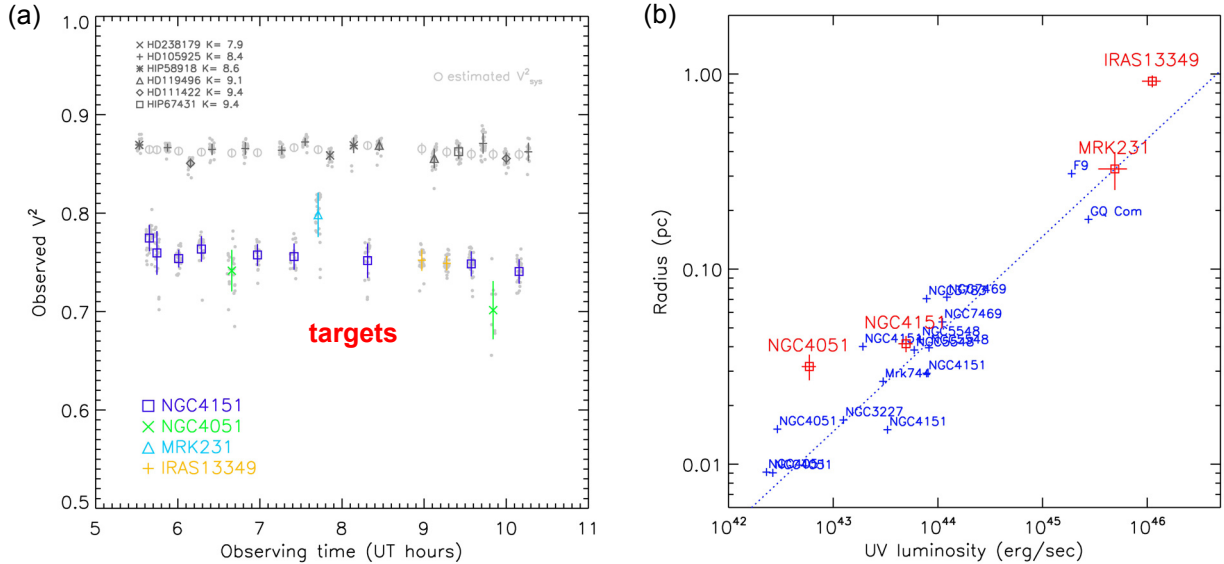 (a)
0.9
0.8
0.7
0.6
0.5
Observed V²
× HD238179 K= 7.9
+ HD105925 K= 8.4
✳ HIP58918 K= 8.6
△ HD119496 K= 9.1
◇ HD111422 K= 9.4
□ HIP67431 K= 9.4
○ estimated V²sys
targets
NGC4151
NGC4051
MRK231
IRAS13349
5 6 7 8 9 10 11
Observing time (UT hours)
(b)
1.00
0.10
0.01
Radius (pc)
IRAS13349
MRK231
F9
GQ Com
NGC7469
NGC7469
NGC4151
NGC5548
NGC4151
NGC4051
NGC4151
Mrk744
NGC3227
NGC4151
NGC4051
NGC4051
10⁴² 10⁴³ 10⁴⁴ 10⁴⁵ 10⁴⁶
UV luminosity (erg/sec)